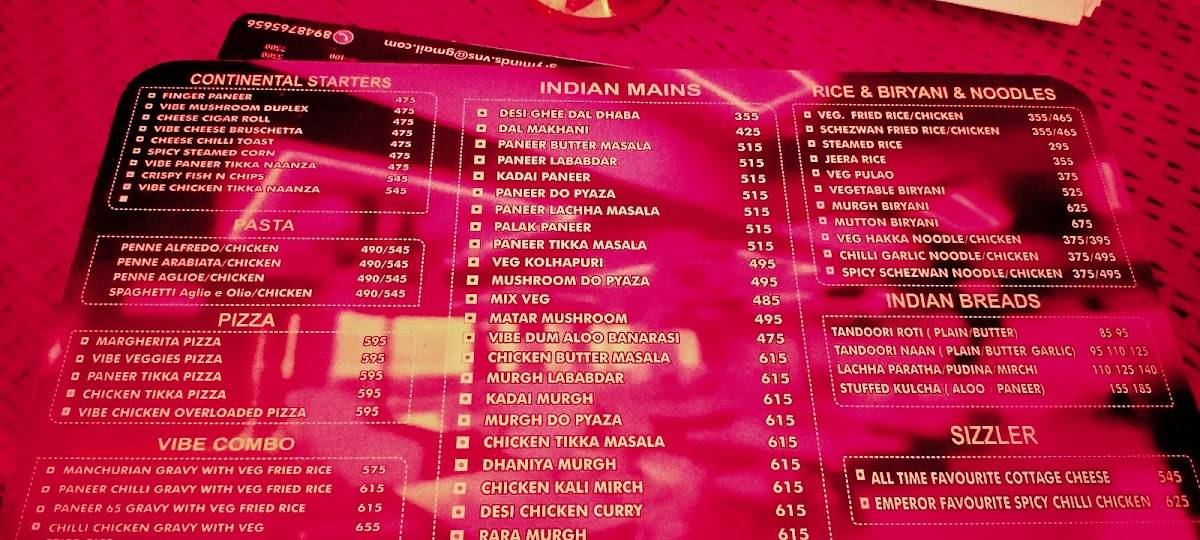 8948765656
vns@gmail.com
CONTINENTAL STARTERS
FINGER PANEER 475
VIBE MUSHROOM DUPLEX 475
CHEESE CIGAR ROLL 475
VIBE CHEESE BRUSCHETTA 475
CHEESE CHILLI TOAST 475
SPICY STEAMED CORN 475
VIBE PANEER TIKKA NAANZA 475
CRISPY FISH N CHIPS 545
VIBE CHICKEN TIKKA NAANZA 545
PASTA
PENNE ALFREDO/CHICKEN 490/545
PENNE ARABIATA/CHICKEN 490/545
PENNE AGLIOE/CHICKEN 490/545
SPAGHETTI Aglio e Olio/CHICKEN 490/545
PIZZA
MARGHERITA PIZZA 595
VIBE VEGGIES PIZZA 595
PANEER TIKKA PIZZA 595
CHICKEN TIKKA PIZZA 595
VIBE CHICKEN OVERLOADED PIZZA 595
VIBE COMBO
MANCHURIAN GRAVY WITH VEG FRIED RICE 575
PANEER CHILLI GRAVY WITH VEG FRIED RICE 615
PANEER 65 GRAVY WITH VEG FRIED RICE 615
CHILLI CHICKEN GRAVY WITH VEG 655
INDIAN MAINS
DESI GHEE DAL DHABA 355
DAL MAKHANI 425
PANEER BUTTER MASALA 515
PANEER LABABDAR 515
KADAI PANEER 515
PANEER DO PYAZA 515
PANEER LACHHA MASALA 515
PALAK PANEER 515
PANEER TIKKA MASALA 515
VEG KOLHAPURI 495
MUSHROOM DO PYAZA 495
MIX VEG 485
MATAR MUSHROOM 495
VIBE DUM ALOO BANARASI 475
CHICKEN BUTTER MASALA 615
MURGH LABABDAR 615
KADAI MURGH 615
MURGH DO PYAZA 615
CHICKEN TIKKA MASALA 615
DHANIYA MURGH 615
CHICKEN KALI MIRCH 615
DESI CHICKEN CURRY 615
RARA MURGH 615
RICE & BIRYANI & NOODLES
VEG. FRIED RICE/CHICKEN 355/465
SCHEZWAN FRIED RICE/CHICKEN 355/465
STEAMED RICE 295
JEERA RICE 355
VEG PULAO 375
VEGETABLE BIRYANI 525
MURGH BIRYANI 625
MUTTON BIRYANI 675
VEG HAKKA NOODLE/CHICKEN 375/395
CHILLI GARLIC NOODLE/CHICKEN 375/495
SPICY SCHEZWAN NOODLE/CHICKEN 375/495
INDIAN BREADS
TANDOORI ROTI ( PLAIN/BUTTER) 85 95
TANDOORI NAAN ( PLAIN/BUTTER GARLIC) 95 110 125
LACHHA PARATHA/PUDINA/MIRCHI 110 125 140
STUFFED KULCHA ( ALOO PANEER) 155 185
SIZZLER
ALL TIME FAVOURITE COTTAGE CHEESE 545
EMPEROR FAVOURITE SPICY CHILLI CHICKEN 625